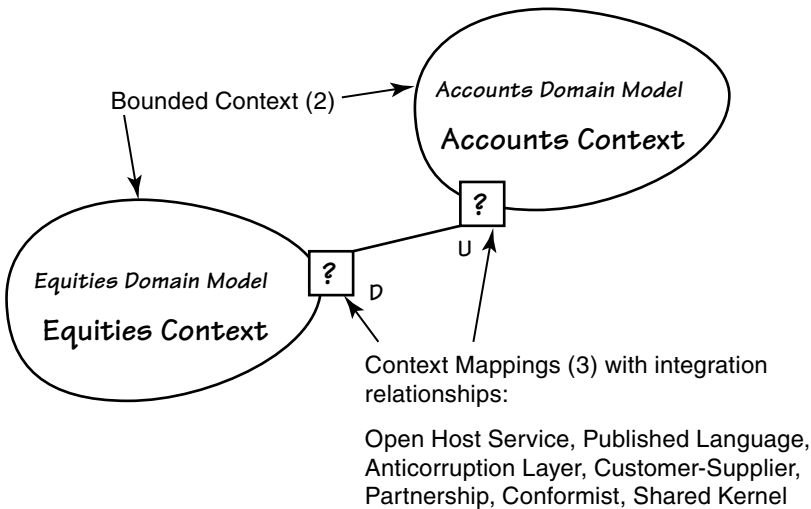 Bounded Context (2)
Accounts Domain Model
Accounts Context
?
U
Equities Domain Model
Equities Context
?
D
Context Mappings (3) with integration
relationships:
Open Host Service, Published Language,
Anticorruption Layer, Customer-Supplier,
Partnership, Conformist, Shared Kernel